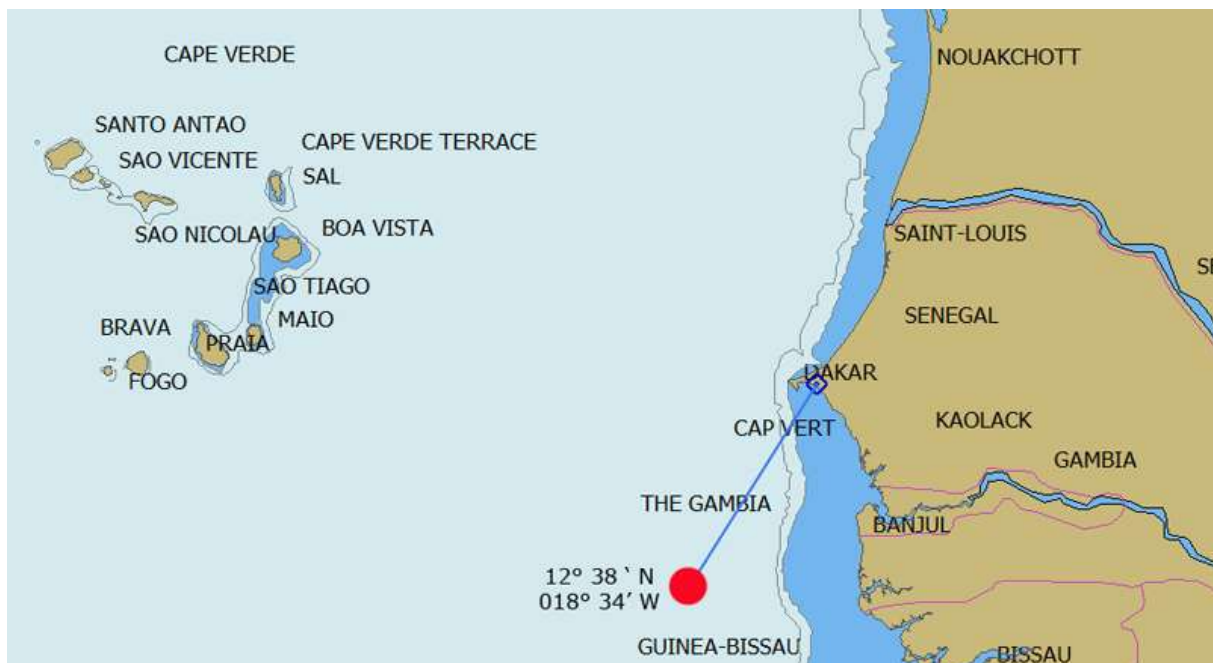 CAPE VERDE
NOUAKCHOTT
SANTO ANTAO
CAPE VERDE TERRACE
SAO VICENTE
SAL
SAO NICOLAU
BOA VISTA
SAINT-LOUIS
SAO TIAGO
MAIO
SENEGAL
BRAVA
PRAIA
FOGO
DAKAR
CAP VERT
KAOLACK
GAMBIA
THE GAMBIA
BANJUL
12° 38 ‵ N
018° 34′ W
GUINEA-BISSAU
BISSAU